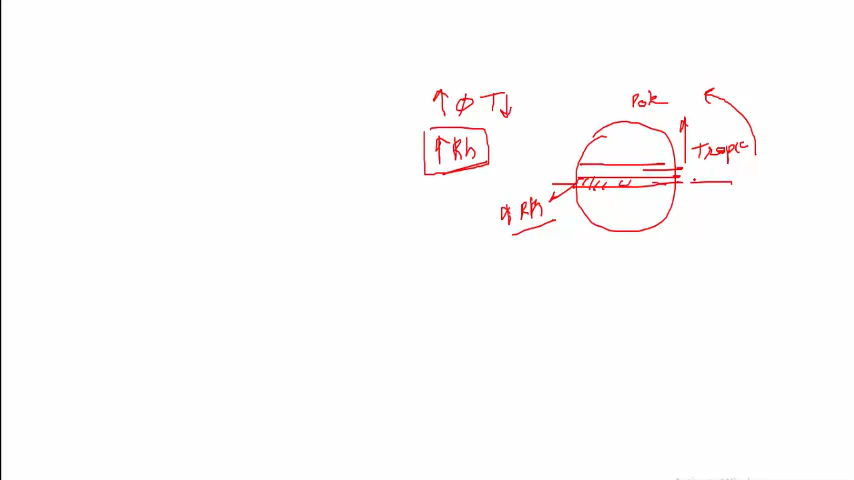 ↑ φ T↓
↑ Rh
Pole
Tropic
↑ Rh